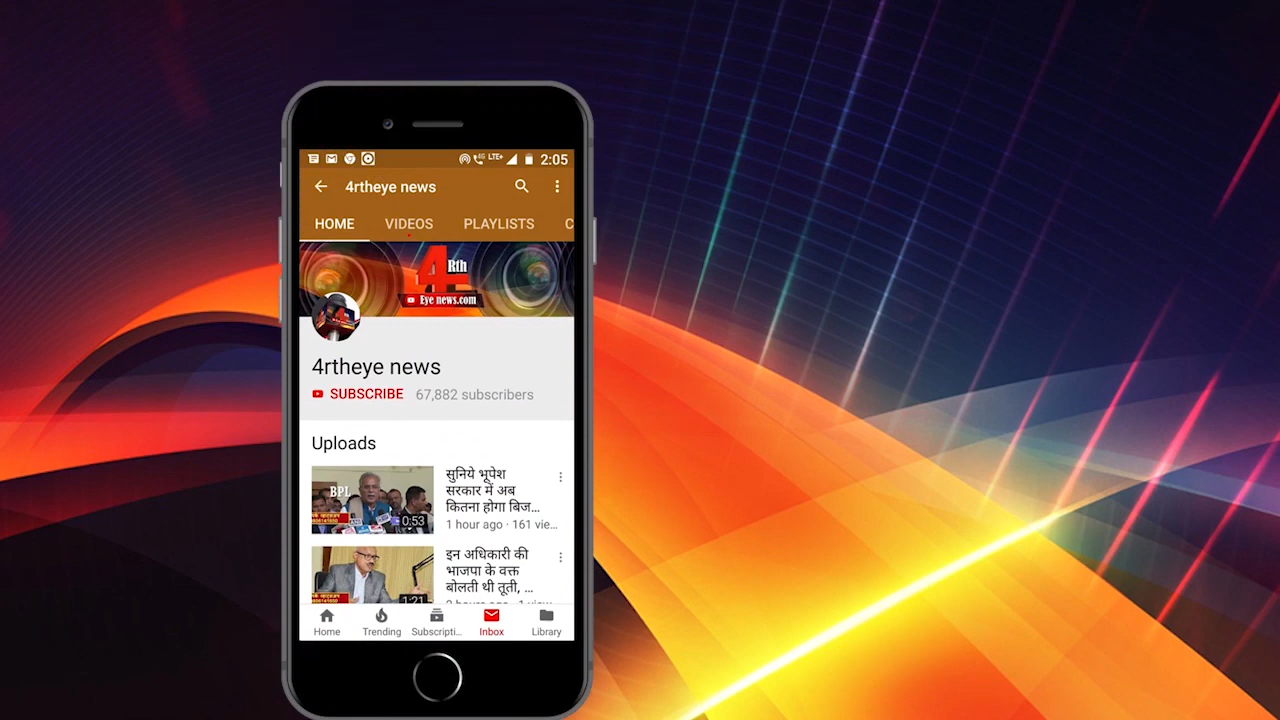 4G LTE+ 2:05
4rtheye news
HOME VIDEOS PLAYLISTS C
4 Rth
Eye news.com
4rtheye news
SUBSCRIBE 67,882 subscribers
Uploads
BPL
0:53
सुनिये भूपेश
सरकार में अब
कितना होगा बिज...
1 hour ago · 161 vie...
1:21
इन अधिकारी की
भाजपा के वक्त
बोलती थी तूती, ...
Home Trending Subscripti... Inbox Library